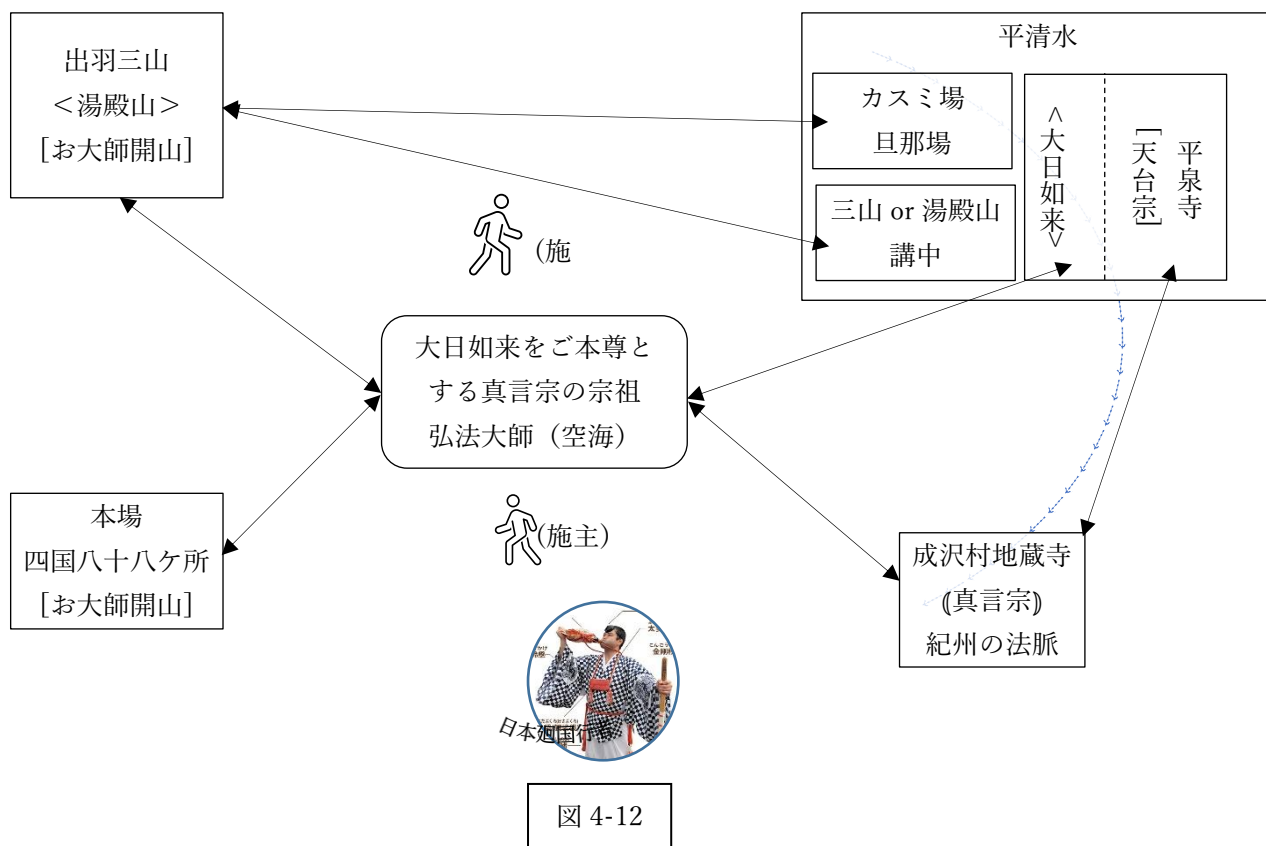 出羽三山
＜湯殿山＞
[お大師開山]
平清水
カスミ場
旦那場
三山 or 湯殿山
講中
＜大日如来＞
平泉寺
[天台宗]
(施
大日如来をご本尊と
する真言宗の宗祖
弘法大師（空海）
本場
四国八十八ケ所
[お大師開山]
(施主)
成沢村地蔵寺
(真言宗)
紀州の法脈
日本廻国行
図 4-12